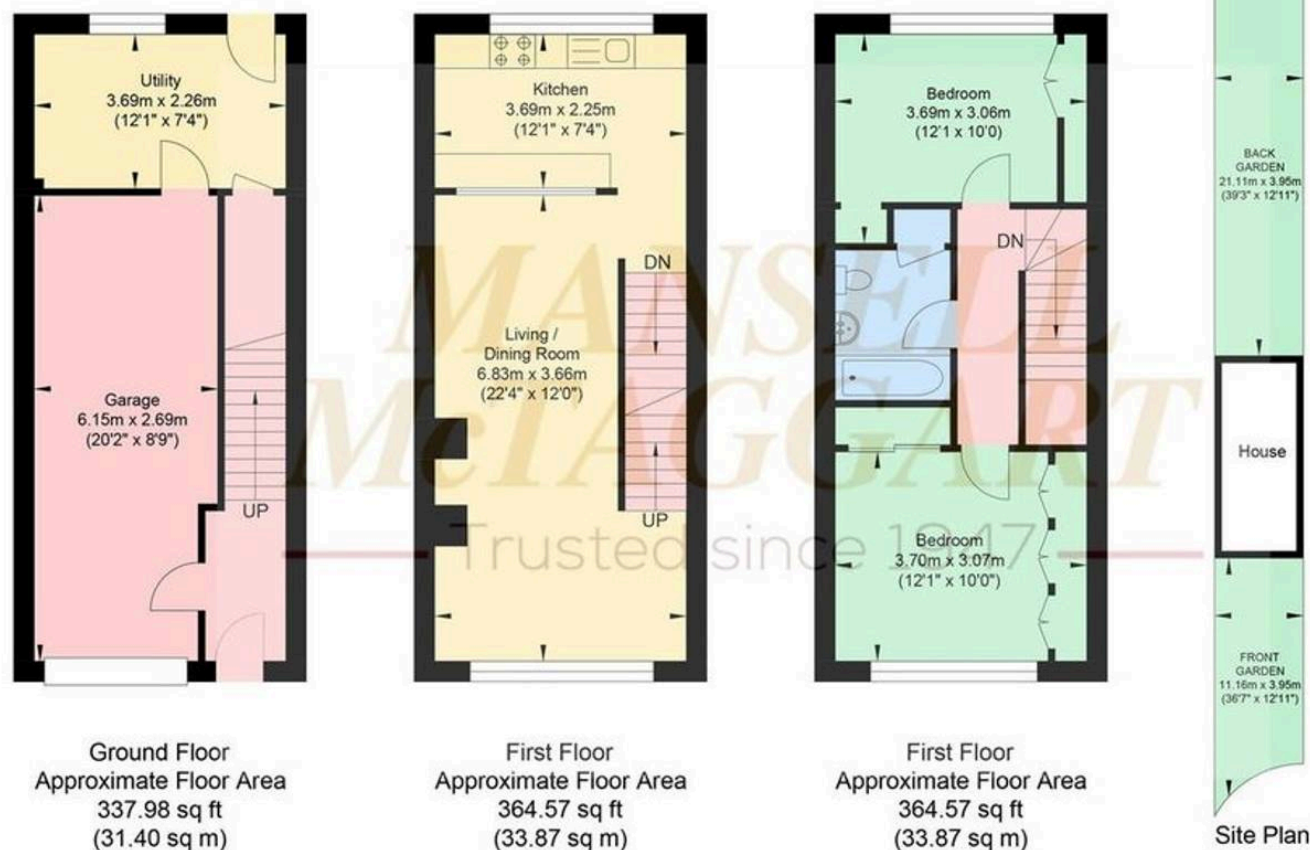 Utility
3.69m x 2.26m
(12'1" x 7'4")
Garage
6.15m x 2.69m
(20'2" x 8'9")
UP
Ground Floor
Approximate Floor Area
337.98 sq ft
(31.40 sq m)
Kitchen
3.69m x 2.25m
(12'1" x 7'4")
DN
Living /
Dining Room
6.83m x 3.66m
(22'4" x 12'0")
UP
First Floor
Approximate Floor Area
364.57 sq ft
(33.87 sq m)
Bedroom
3.69m x 3.06m
(12'1 x 10'0)
DN
Bedroom
3.70m x 3.07m
(12'1" x 10'0")
First Floor
Approximate Floor Area
364.57 sq ft
(33.87 sq m)
BACK
GARDEN
21.11m x 3.95m
(39'3" x 12'11")
House
FRONT
GARDEN
11.16m x 3.95m
(36'7" x 12'11")
Site Plan
MANSELL
McTAGGART
Trusted since 1947